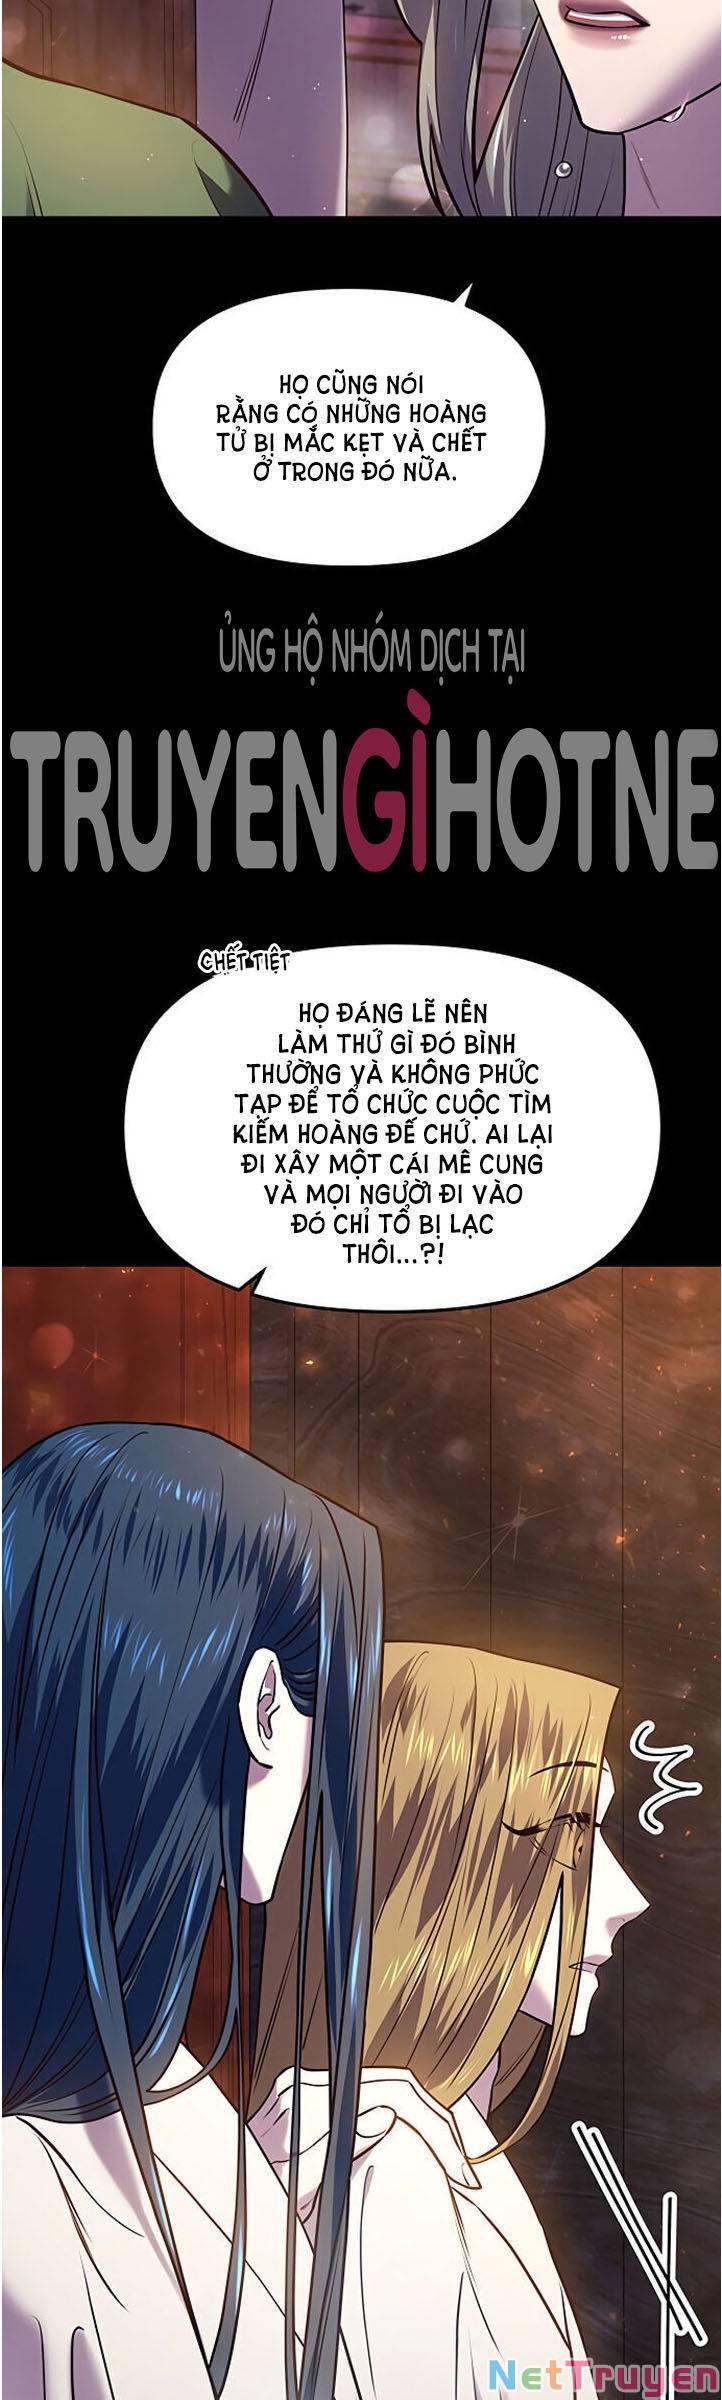 HỌ CŨNG NÓI
RẰNG CÓ NHỮNG HOÀNG
TỬ BỊ MẮC KẸT VÀ CHẾT
Ở TRONG ĐÓ NỮA.
ỦNG HỘ NHÓM DỊCH TẠI
TRUYENGÌHOTNE
CHẾT TIỆT
HỌ ĐÁNG LẼ NÊN
LÀM THỨ GÌ ĐÓ BÌNH
THƯỜNG VÀ KHÔNG PHỨC
TẠP ĐỂ TỔ CHỨC CUỘC TÌM
KIẾM HOÀNG ĐẾ CHỨ. AI LẠI
ĐI XÂY MỘT CÁI MÊ CUNG
VÀ MỌI NGƯỜI ĐI VÀO
ĐÓ CHỈ TỔ BỊ LẠC
THÔI...?!
NetTruyen